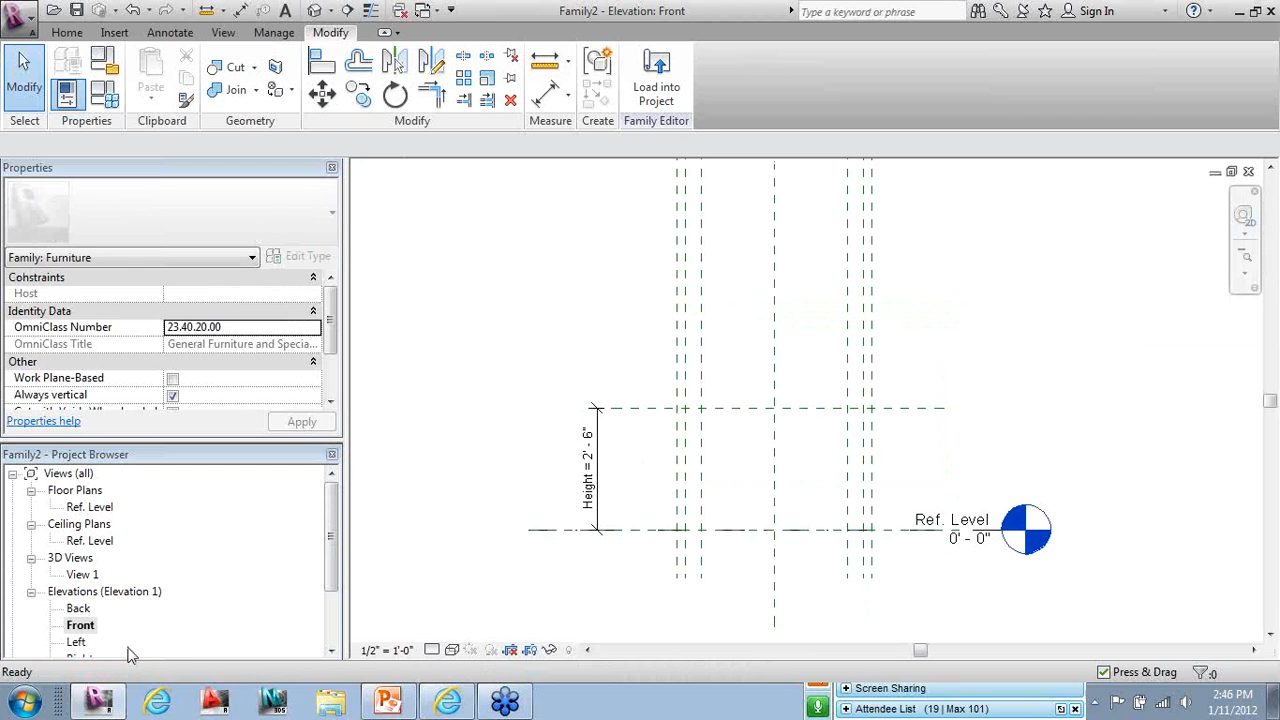 Family2 - Elevation: Front
Type a keyword or phrase
Sign In
Home
Insert
Annotate
View
Manage
Modify
Modify
Paste
Cut
Join
Load into
Project
Select
Properties
Clipboard
Geometry
Modify
Measure
Create
Family Editor
Properties
Family: Furniture
Edit Type
Constraints
Host
Identity Data
OmniClass Number
23.40.20.00
OmniClass Title
General Furniture and Specia...
Other
Work Plane-Based
Always vertical
Properties help
Apply
Family2 - Project Browser
Views (all)
Floor Plans
Ref. Level
Ceiling Plans
Ref. Level
3D Views
View 1
Elevations (Elevation 1)
Back
Front
Left
Height = 2' - 6"
Ref. Level
0' - 0"
1/2" = 1'-0"
Ready
Press & Drag
:0
Screen Sharing
Attendee List (19 | Max 101)
2:46 PM
1/11/2012